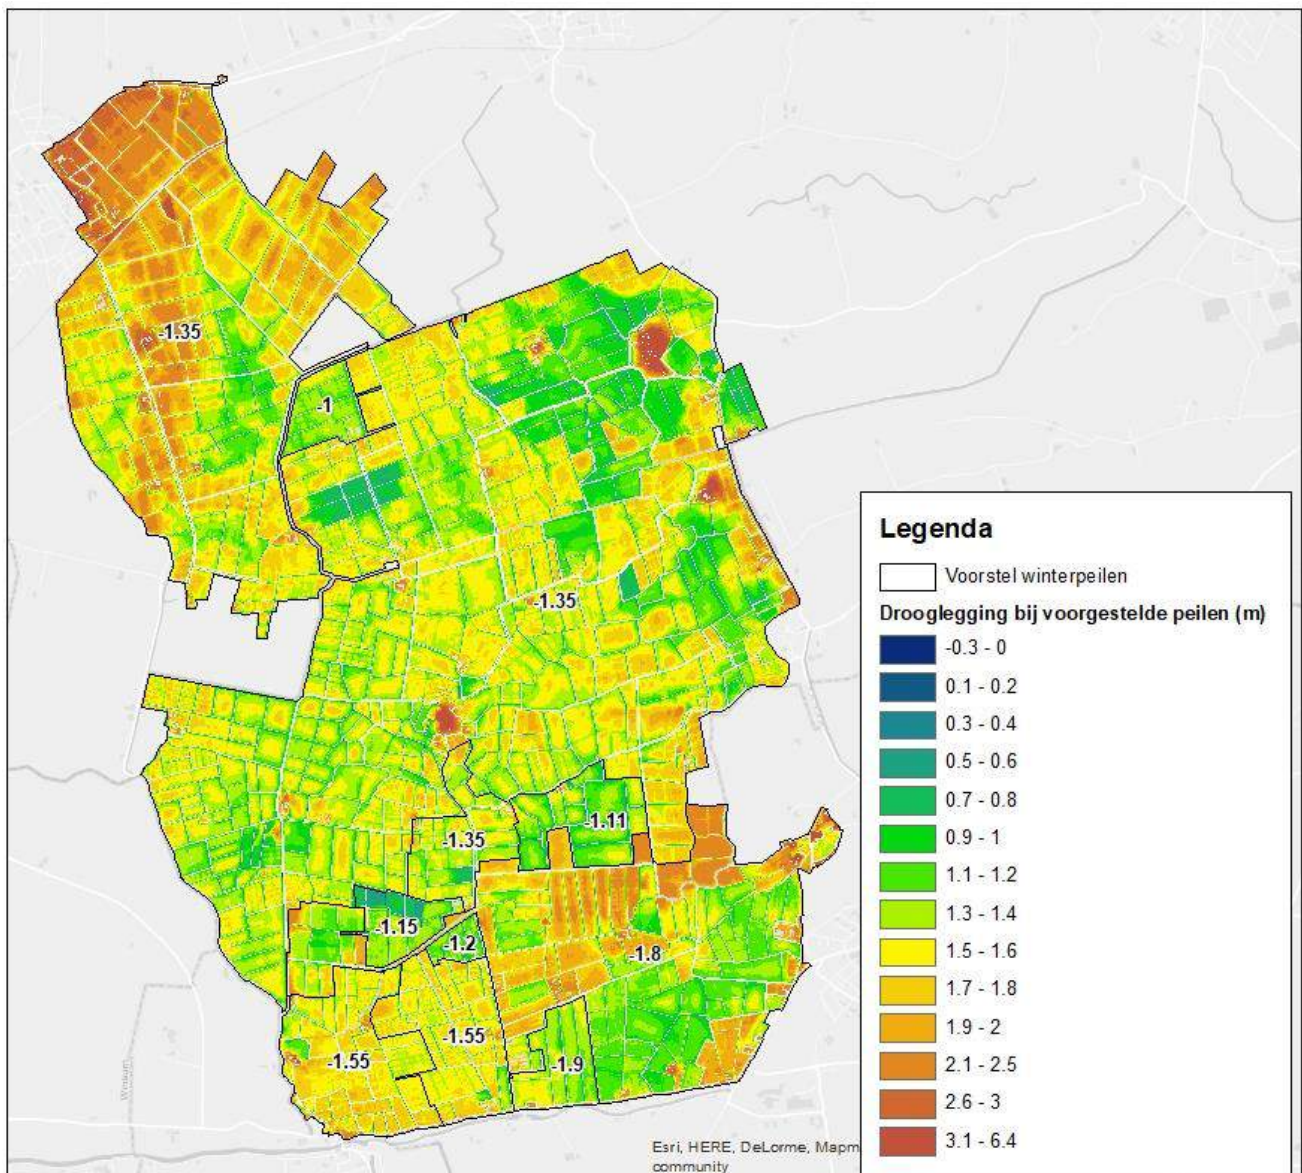 -1.35
-1
-1.35
-1.11
-1.35
-1.15
-1.2
-1.8
-1.55
-1.55
-1.9
Legenda
Voorstel winterpeilen
Drooglegging bij voorgestelde peilen (m)
-0.3 - 0
0.1 - 0.2
0.3 - 0.4
0.5 - 0.6
0.7 - 0.8
0.9 - 1
1.1 - 1.2
1.3 - 1.4
1.5 - 1.6
1.7 - 1.8
1.9 - 2
2.1 - 2.5
2.6 - 3
3.1 - 6.4
Esri, HERE, DeLorme, Mapm
community